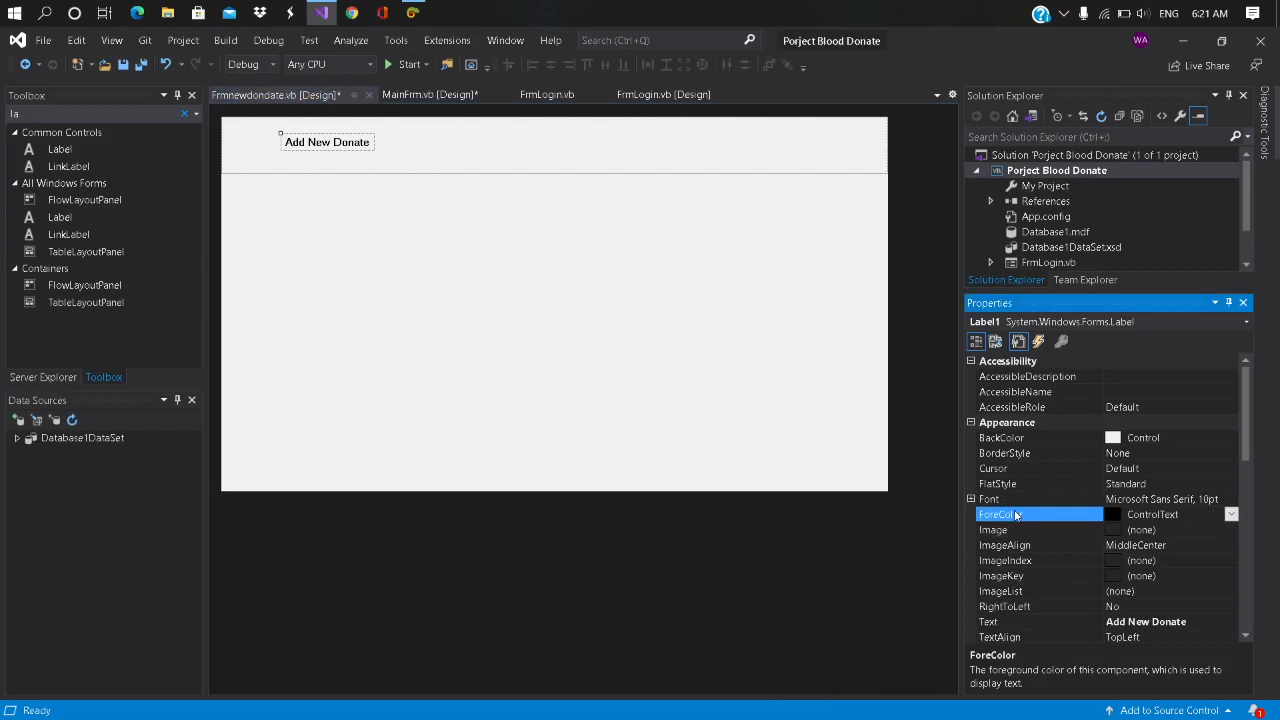 ENG 6:21 AM
File Edit View Git Project Build Debug Test Analyze Tools Extensions Window Help Search (Ctrl+Q) Porject Blood Donate WA
Debug Any CPU Start Live Share
Toolbox
la
Common Controls
Label
LinkLabel
All Windows Forms
FlowLayoutPanel
Label
LinkLabel
TableLayoutPanel
Containers
FlowLayoutPanel
TableLayoutPanel
Server Explorer Toolbox
Data Sources
Database1DataSet
Frmnewdondate.vb [Design]* MainFrm.vb [Design]* FrmLogin.vb FrmLogin.vb [Design]
Add New Donate
Solution Explorer
Search Solution Explorer (Ctrl+;)
Solution 'Porject Blood Donate' (1 of 1 project)
Porject Blood Donate
My Project
References
App.config
Database1.mdf
Database1DataSet.xsd
FrmLogin.vb
Solution Explorer Team Explorer
Properties
Label1 System.Windows.Forms.Label
Accessibility
AccessibleDescription
AccessibleName
AccessibleRole Default
Appearance
BackColor Control
BorderStyle None
Cursor Default
FlatStyle Standard
Font Microsoft Sans Serif, 10pt
ForeColor ControlText
Image (none)
ImageAlign MiddleCenter
ImageIndex (none)
ImageKey (none)
ImageList (none)
RightToLeft No
Text Add New Donate
TextAlign TopLeft
ForeColor
The foreground color of this component, which is used to
display text.
Diagnostic Tools
Ready Add to Source Control 1